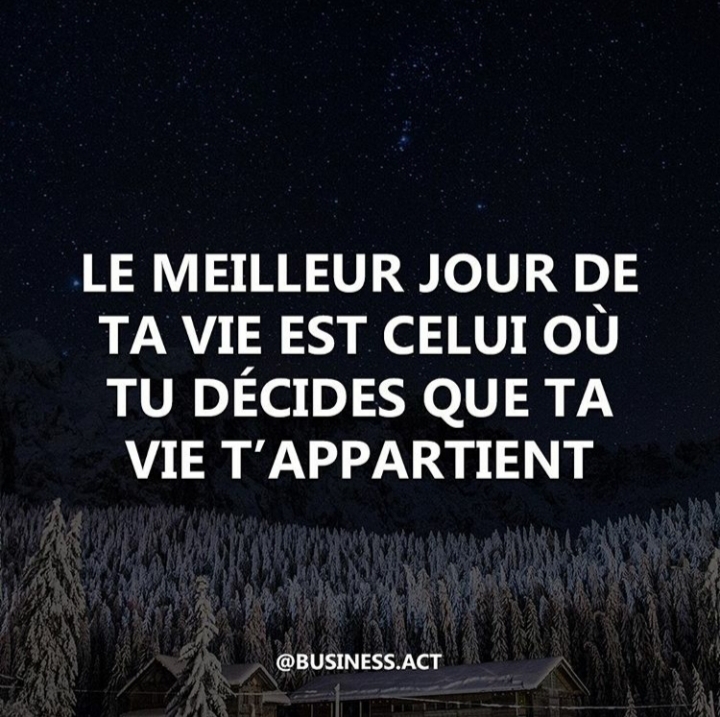 LE MEILLEUR JOUR DE
TA VIE EST CELUI OÙ
TU DÉCIDES QUE TA
VIE T’APPARTIENT
@BUSINESS.ACT